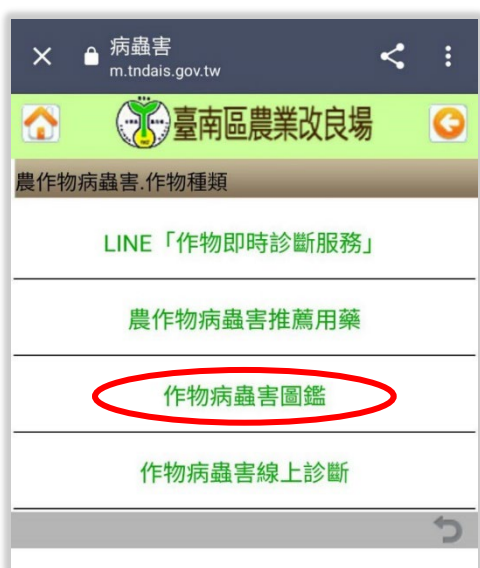 病蟲害
m.tndais.gov.tw
臺南區農業改良場
農作物病蟲害.作物種類
LINE「作物即時診斷服務」
農作物病蟲害推薦用藥
作物病蟲害圖鑑
作物病蟲害線上診斷